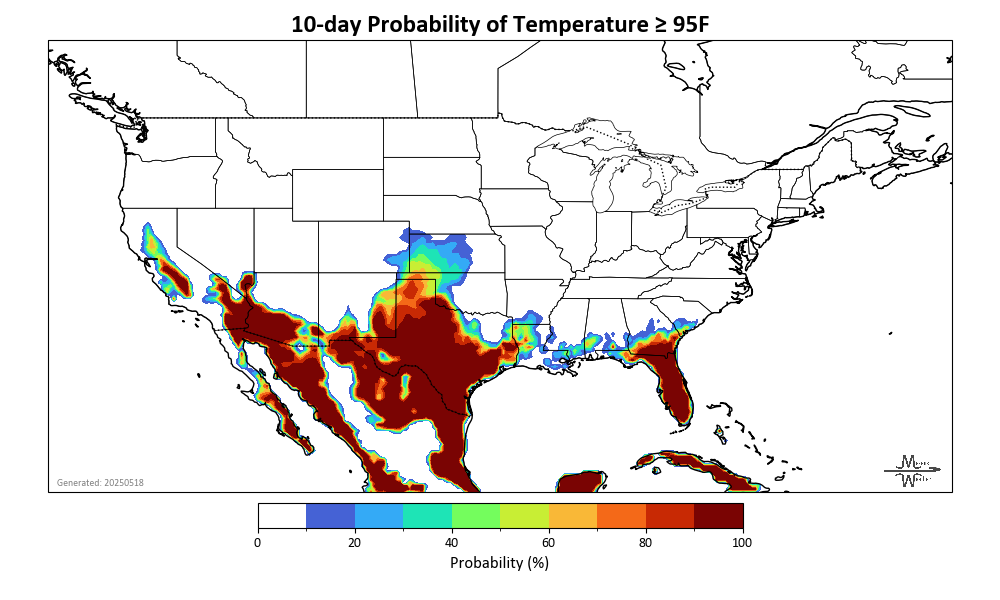 10-day Probability of Temperature ≥ 95F
Generated: 20250518
0 20 40 60 80 100
Probability (%)